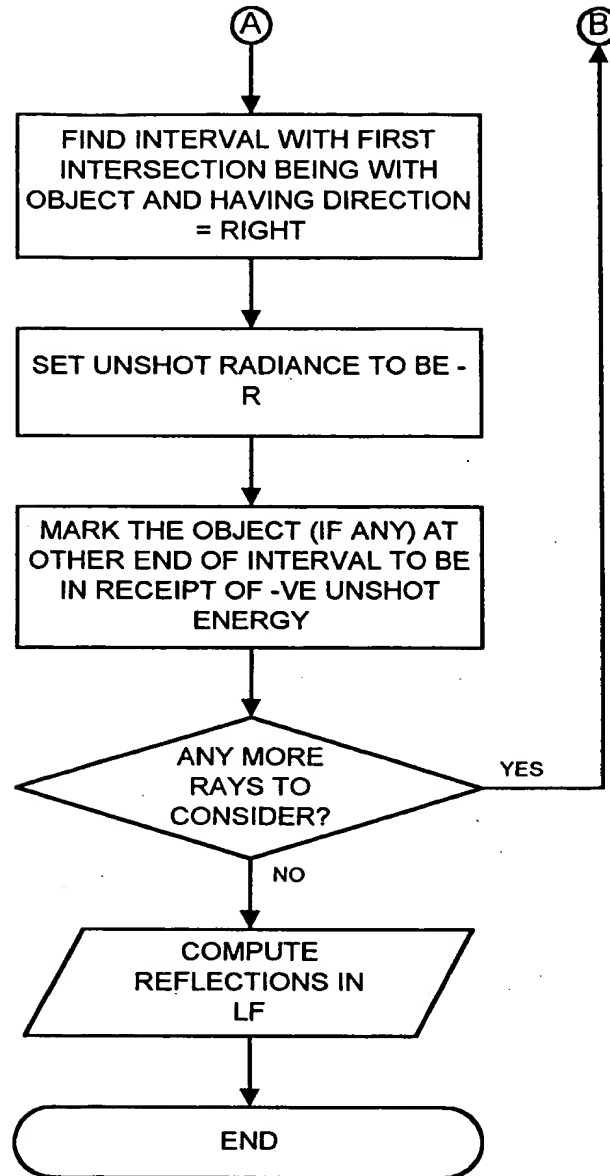 A
B
FIND INTERVAL WITH FIRST
INTERSECTION BEING WITH
OBJECT AND HAVING DIRECTION
= RIGHT
SET UNSHOT RADIANCE TO BE -
R
MARK THE OBJECT (IF ANY) AT
OTHER END OF INTERVAL TO BE
IN RECEIPT OF -VE UNSHOT
ENERGY
ANY MORE
RAYS TO
CONSIDER?
YES
NO
COMPUTE
REFLECTIONS IN
LF
END